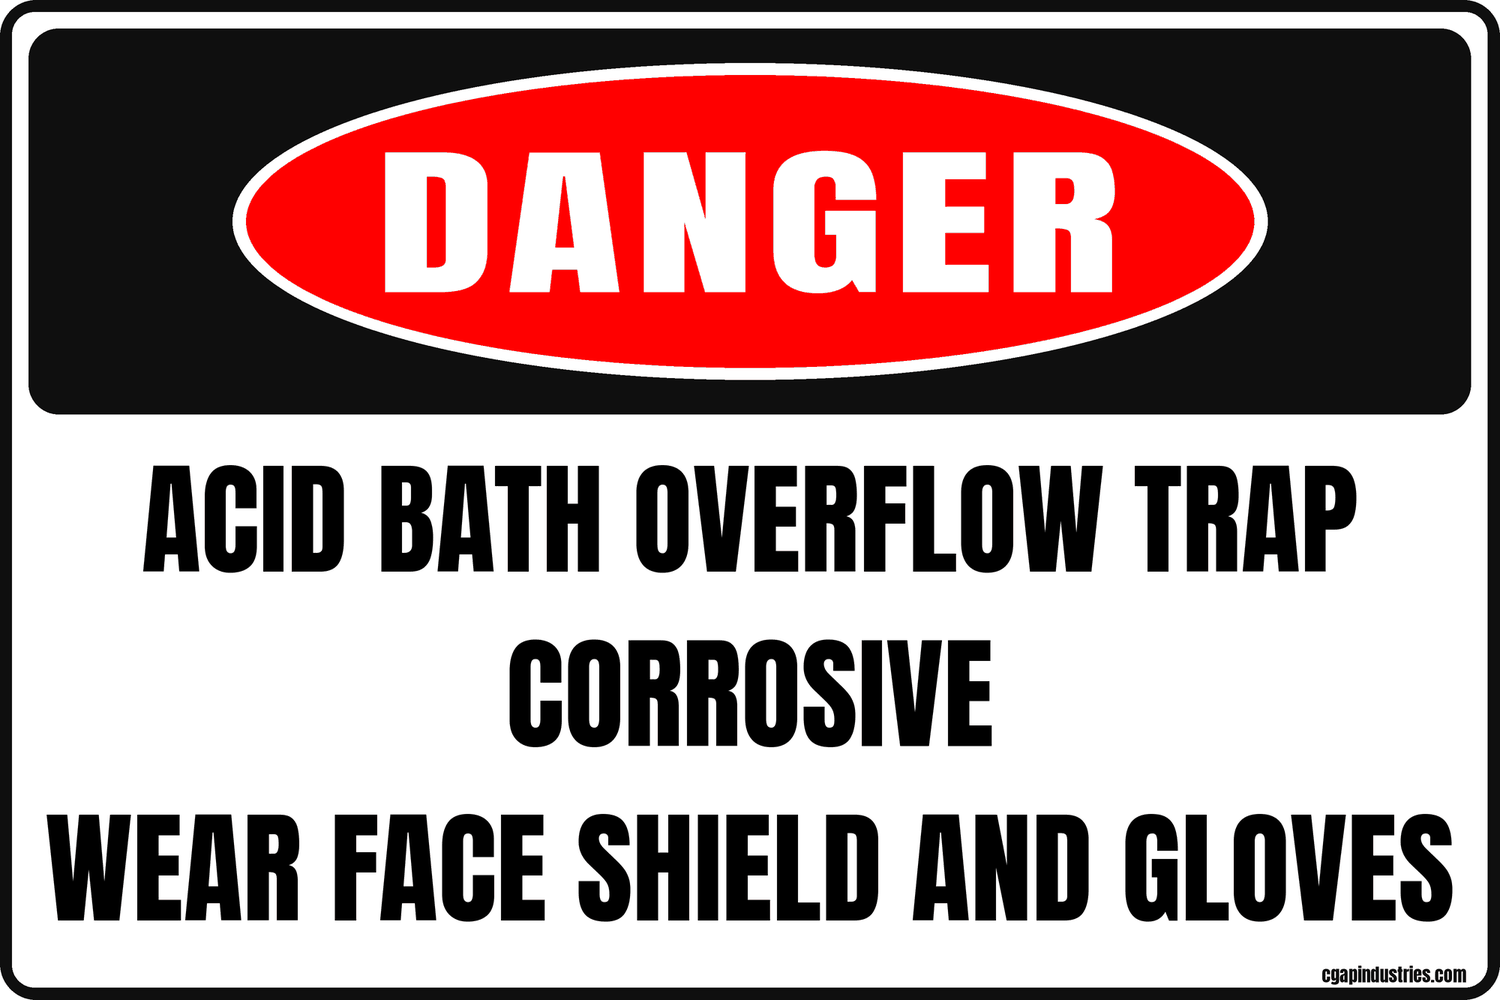 DANGER
ACID BATH OVERFLOW TRAP
CORROSIVE
WEAR FACE SHIELD AND GLOVES
cgapindustries.com